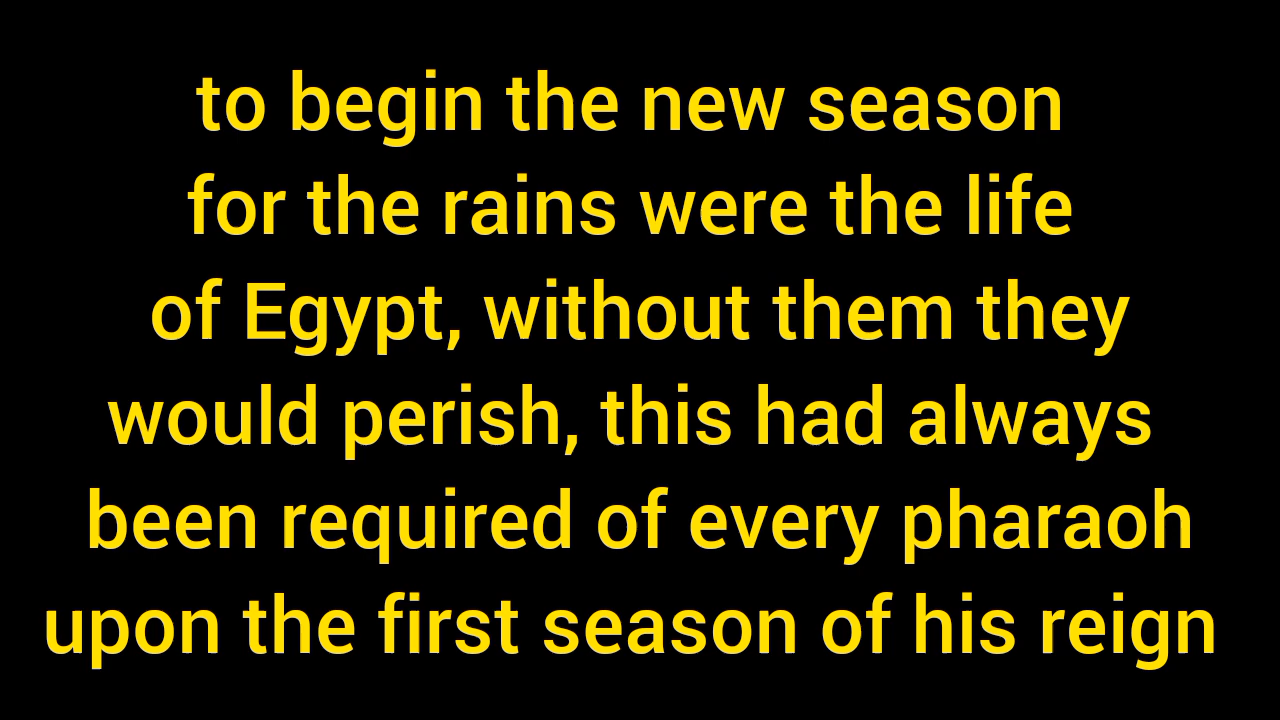 to begin the new season
for the rains were the life
of Egypt, without them they
would perish, this had always
been required of every pharaoh
upon the first season of his reign